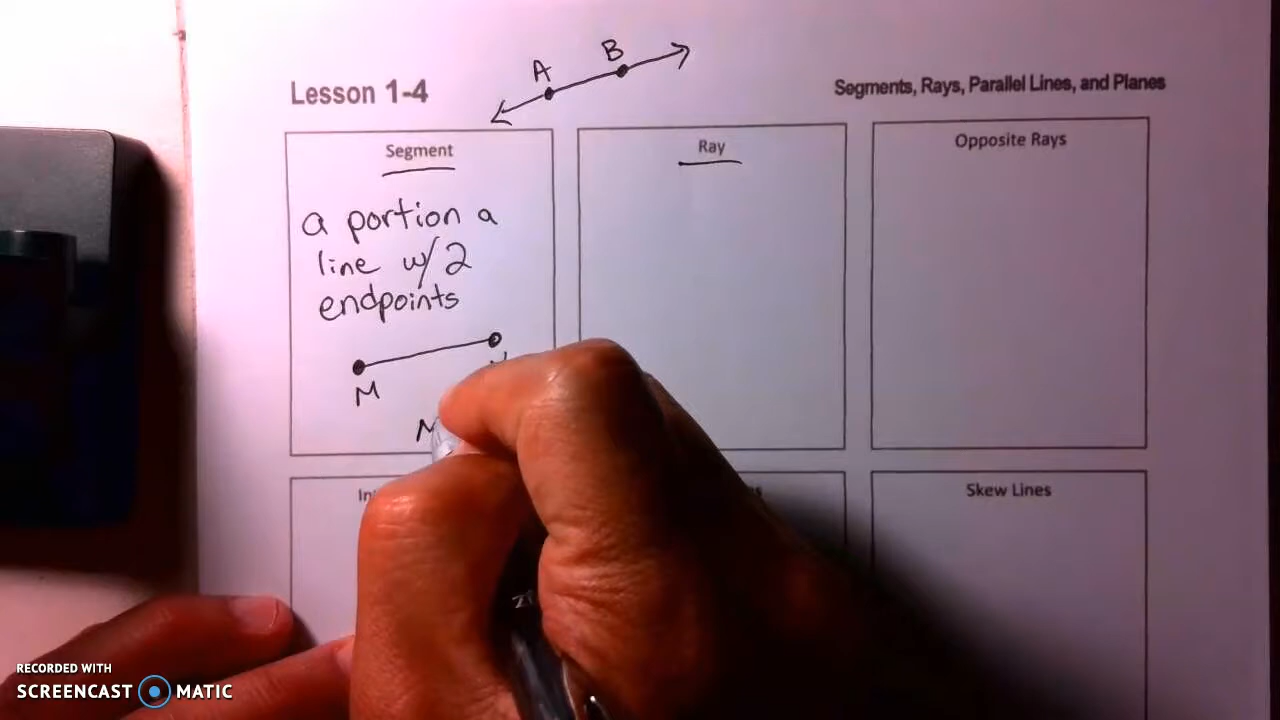 A B
Lesson 1-4
Segments, Rays, Parallel Lines, and Planes
Segment
a portion a
line w/2
endpoints
M
Ray
Opposite Rays
Skew Lines
RECORDED WITH
SCREENCAST MATIC